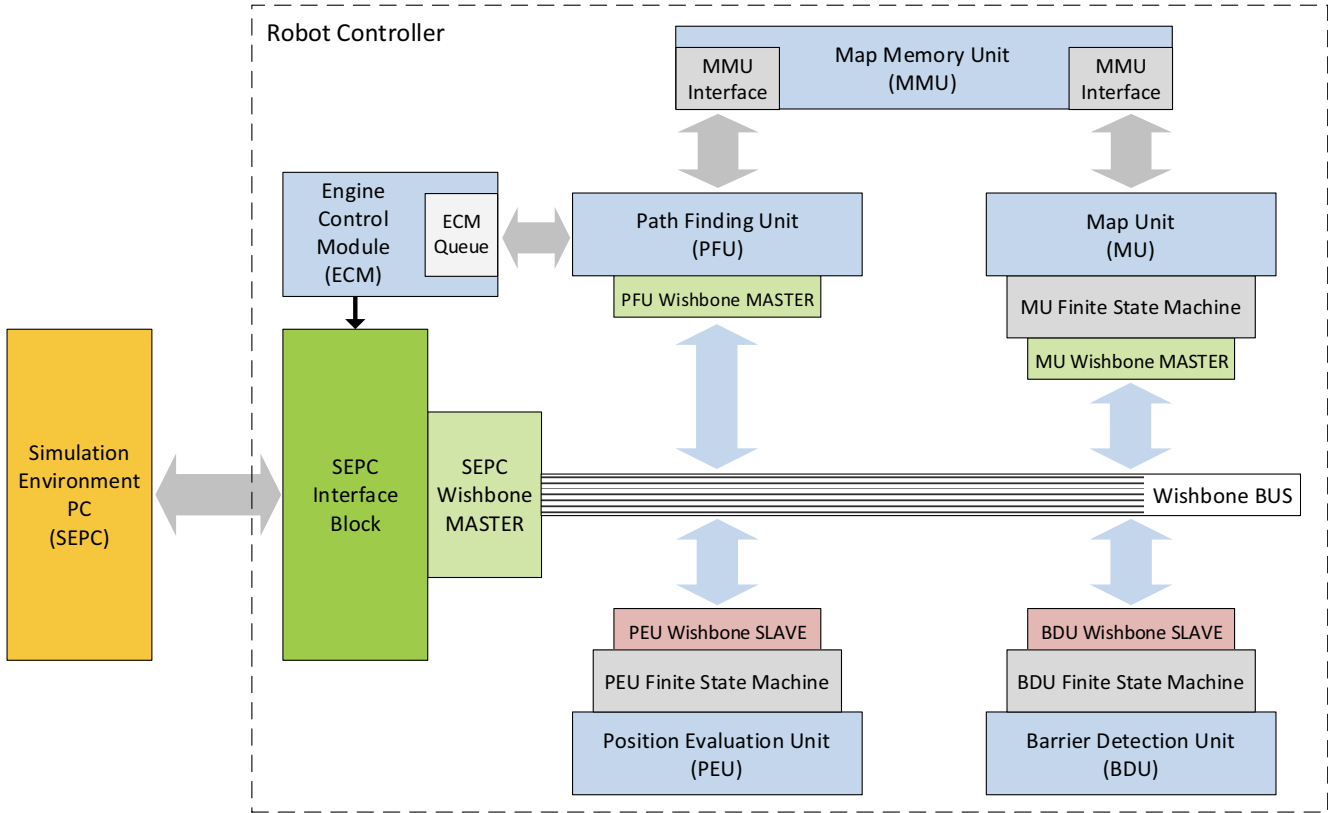 Robot Controller
Map Memory Unit
(MMU)
MMU
Interface
MMU
Interface
Engine
Control
Module
(ECM)
ECM
Queue
Path Finding Unit
(PFU)
PFU Wishbone MASTER
Map Unit
(MU)
MU Finite State Machine
MU Wishbone MASTER
Simulation
Environment
PC
(SEPC)
SEPC
Interface
Block
SEPC
Wishbone
MASTER
Wishbone BUS
PEU Wishbone SLAVE
PEU Finite State Machine
Position Evaluation Unit
(PEU)
BDU Wishbone SLAVE
BDU Finite State Machine
Barrier Detection Unit
(BDU)